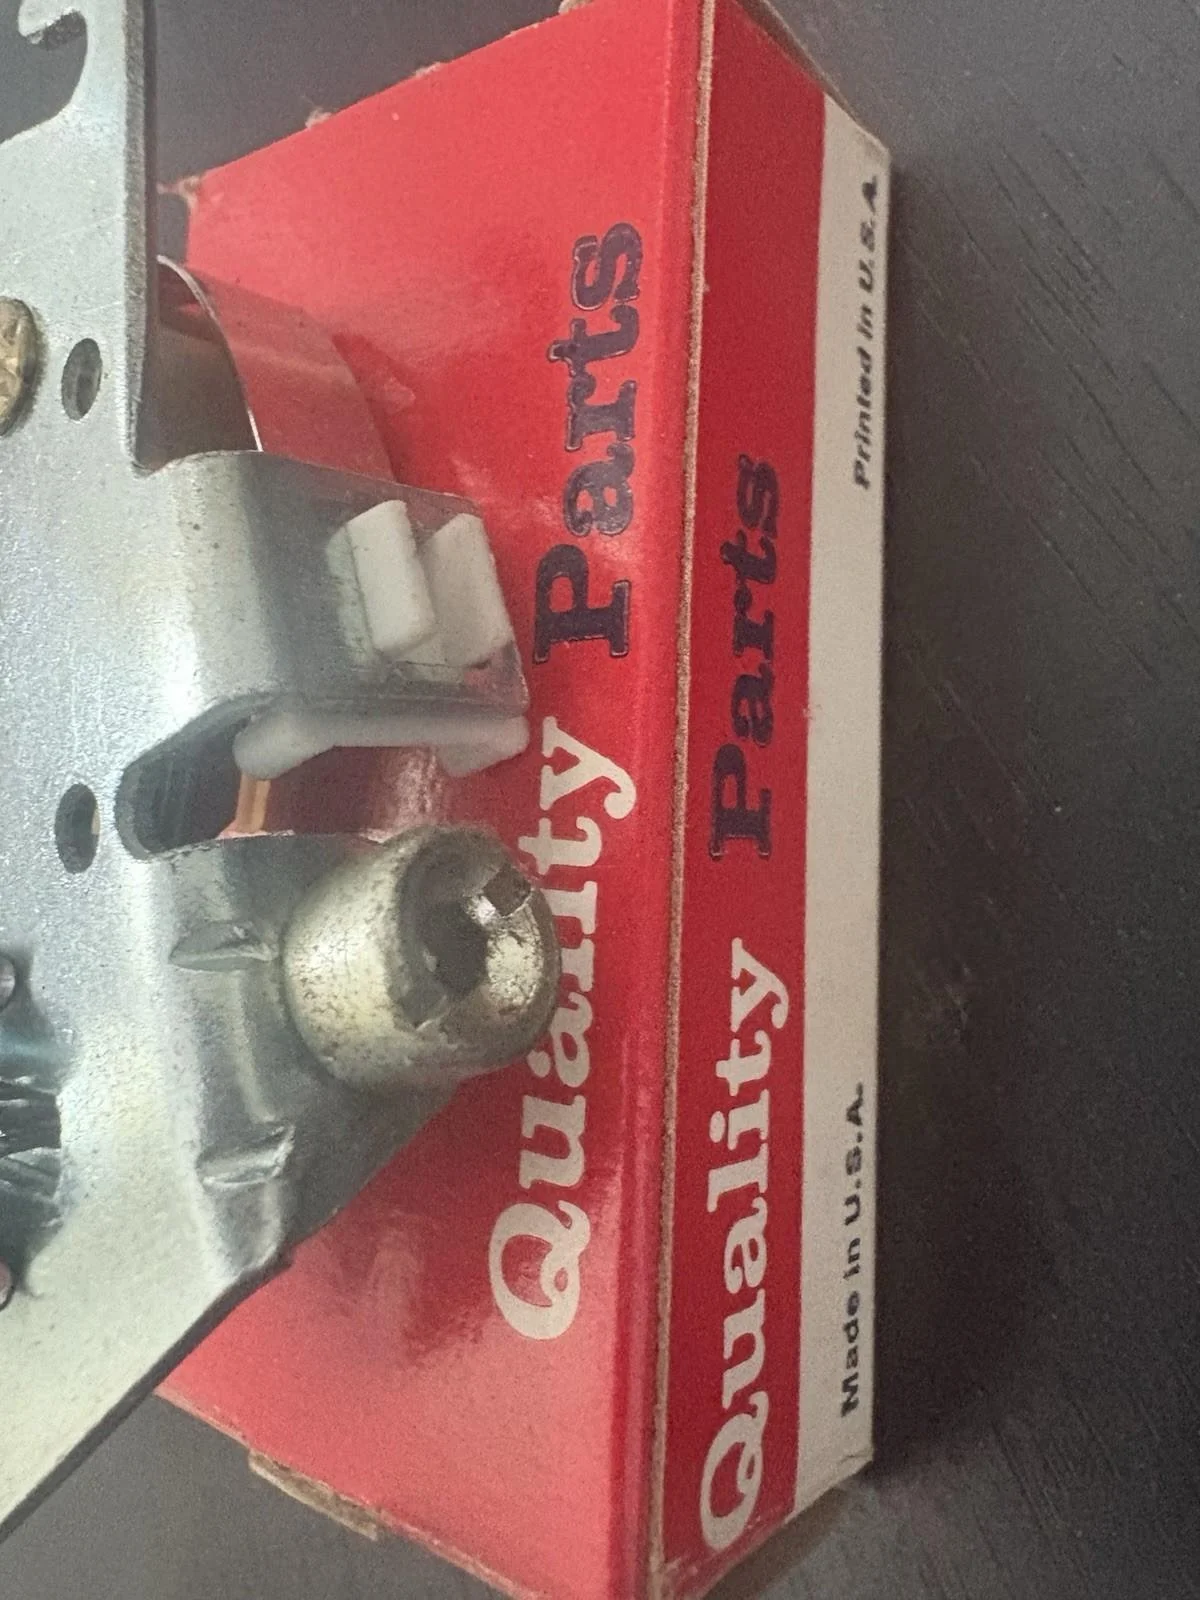 Quality Parts
Quality Parts
Made in U.S.A.
Printed in U.S.A.